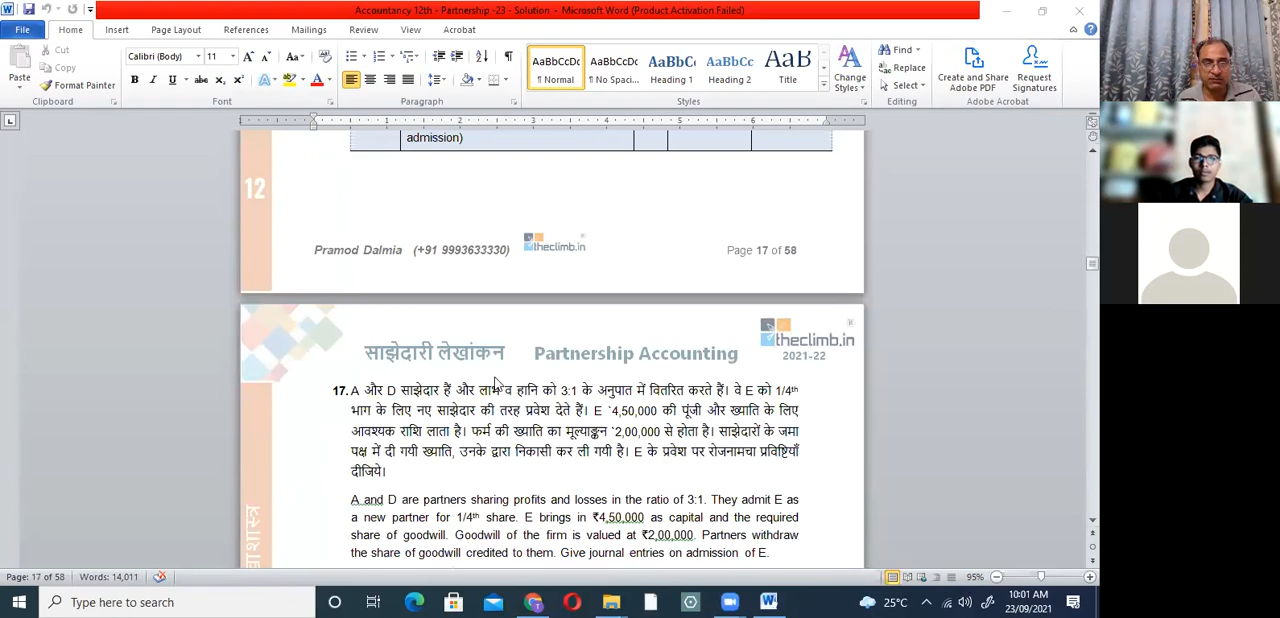 Accountancy 12th - Partnership -23 - Solution - Microsoft Word (Product Activation Failed)
File Home Insert Page Layout References Mailings Review View Acrobat
Paste
Cut
Copy
Format Painter
Clipboard
Calibri (Body) 11
Font
Paragraph
AaBbCcDc AaBbCcDc AaBbC AaBbCc AaB
¶ Normal ¶ No Spaci... Heading 1 Heading 2 Title
Styles
Change Styles
Find
Replace
Select
Editing
Create and Share Adobe PDF
Request Signatures
Adobe Acrobat
admission)
12
Pramod Dalmia (+91 9993633330) theclimb.in Page 17 of 58
साझेदारी लेखांकन Partnership Accounting theclimb.in
2021-22
17. A और D साझेदार हैं और लाभ व हानि को 3:1 के अनुपात में वितरित करते हैं। वे E को 1/4th
भाग के लिए नए साझेदार की तरह प्रवेश देते हैं। E `4,50,000 की पूंजी और ख्याति के लिए
आवश्यक राशि लाता है। फर्म की ख्याति का मूल्याङ्कन `2,00,000 से होता है। साझेदारों के जमा
पक्ष में दी गयी ख्याति, उनके द्वारा निकासी कर ली गयी है। E के प्रवेश पर रोजनामचा प्रविष्टियाँ
दीजिये।
A and D are partners sharing profits and losses in the ratio of 3:1. They admit E as
a new partner for 1/4th share. E brings in ₹4,50,000 as capital and the required
share of goodwill. Goodwill of the firm is valued at ₹2,00,000. Partners withdraw
the share of goodwill credited to them. Give journal entries on admission of E.
Page: 17 of 58 Words: 14,011 95%
Type here to search
25°C
10:01 AM
23/09/2021